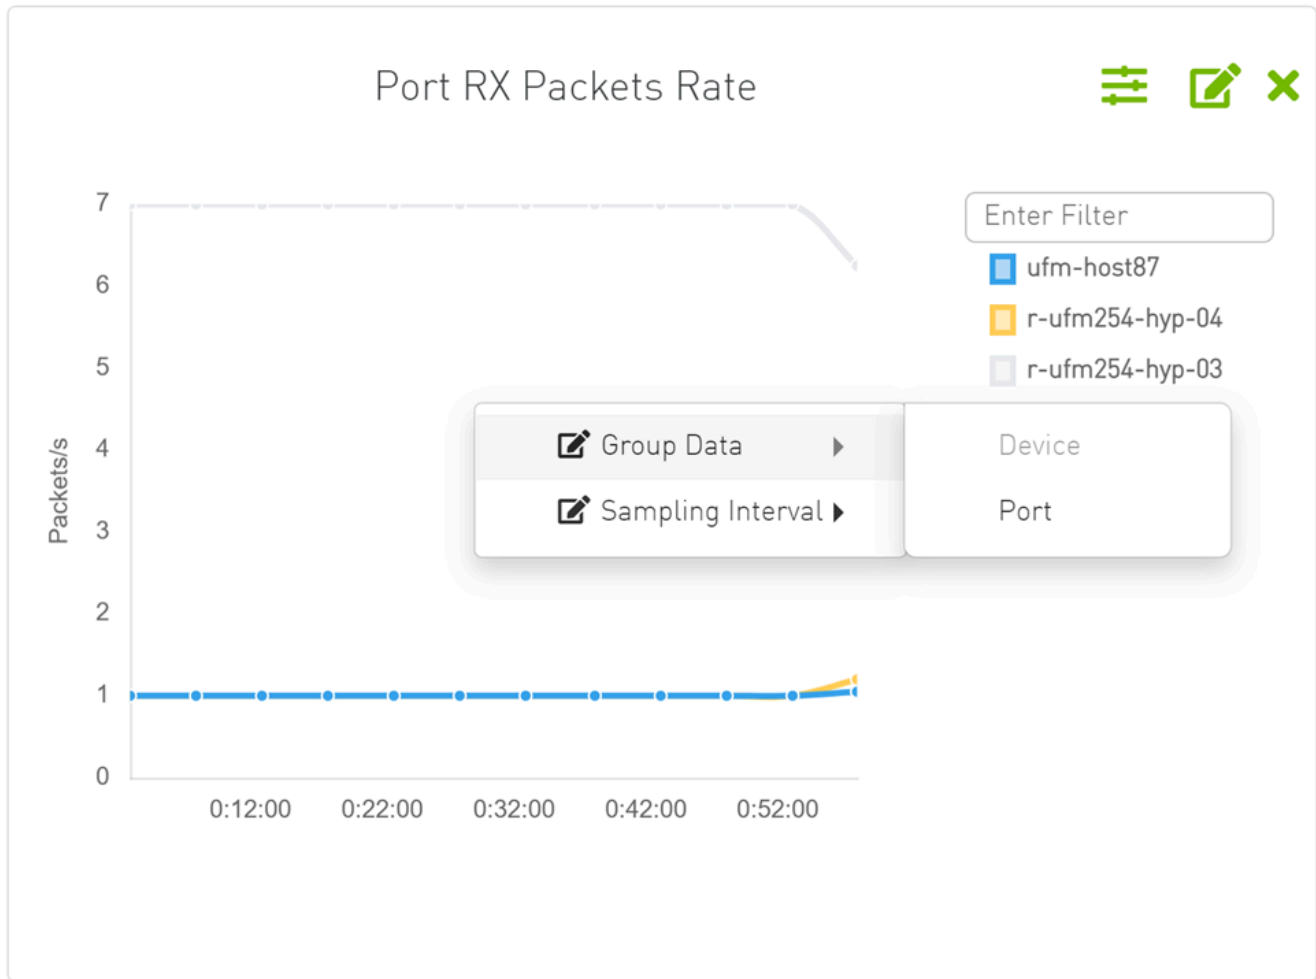 Port RX Packets Rate
Enter Filter
ufm-host87
r-ufm254-hyp-04
r-ufm254-hyp-03
Group Data
Sampling Interval
Device
Port
Packets/s
7
6
5
4
3
2
1
0
0:12:00 0:22:00 0:32:00 0:42:00 0:52:00